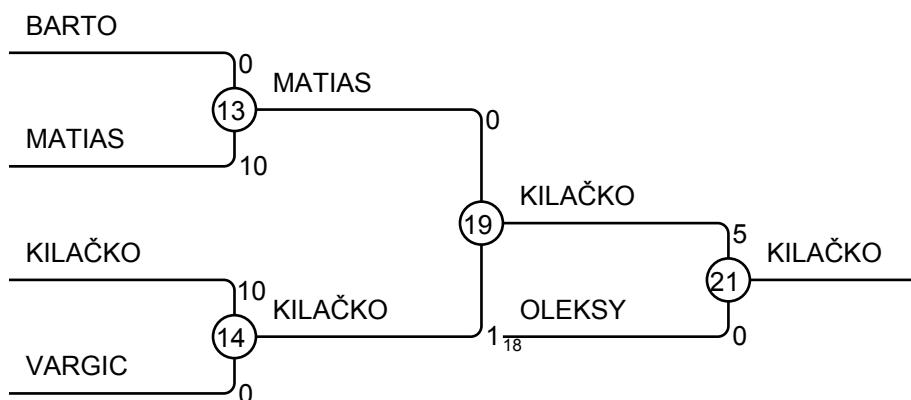 BARTO
0
13
MATIAS
0
MATIAS
10
19
KILAČKO
5
21
KILAČKO
KILAČKO
10
14
KILAČKO
1
18
OLEKSY
0
VARGIC
0